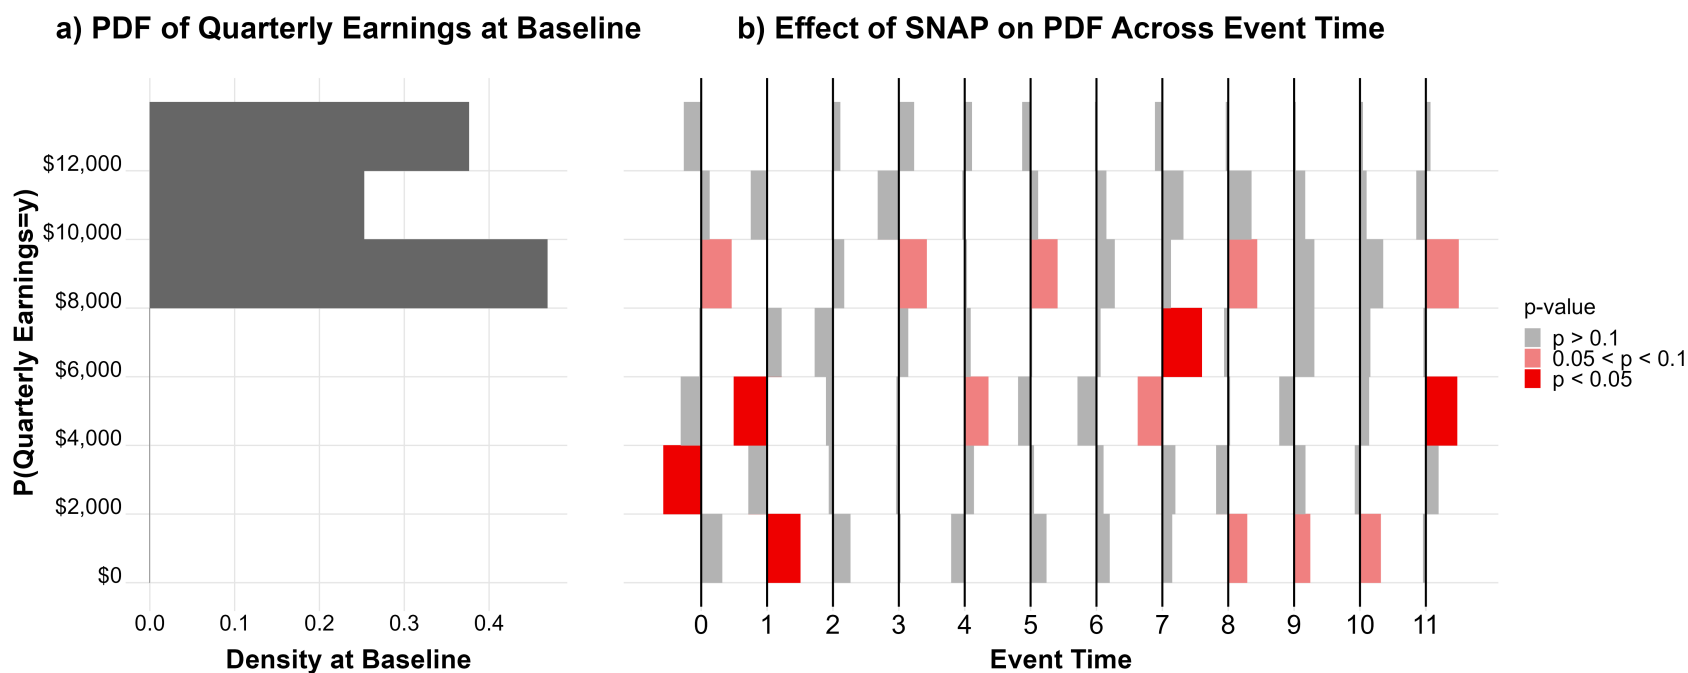 a) PDF of Quarterly Earnings at Baseline
b) Effect of SNAP on PDF Across Event Time
P(Quarterly Earnings=y)
$12,000
$10,000
$8,000
$6,000
$4,000
$2,000
$0
0.0 0.1 0.2 0.3 0.4
Density at Baseline
0 1 2 3 4 5 6 7 8 9 10 11
Event Time
p-value
p > 0.1
0.05 < p < 0.1
p < 0.05